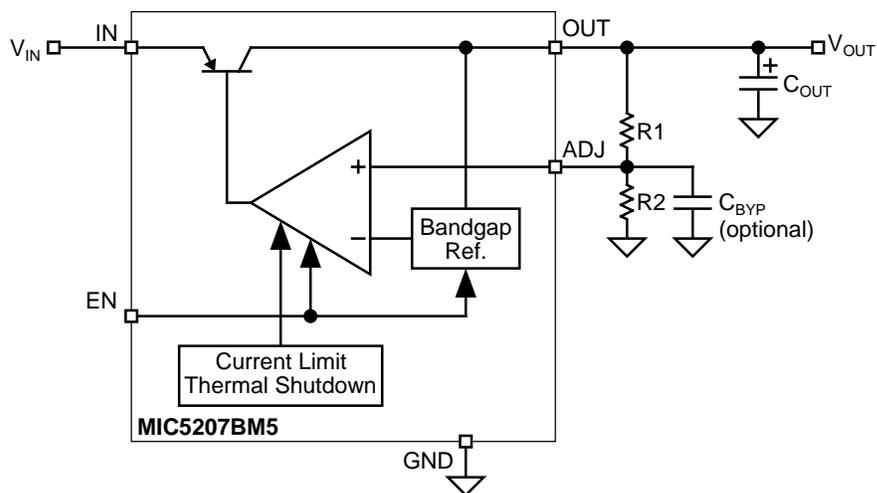 IN
OUT
V_IN
V_OUT
+
C_OUT
R1
ADJ
+
R2
C_BYP
(optional)
–
Bandgap
Ref.
EN
Current Limit
Thermal Shutdown
MIC5207BM5
GND